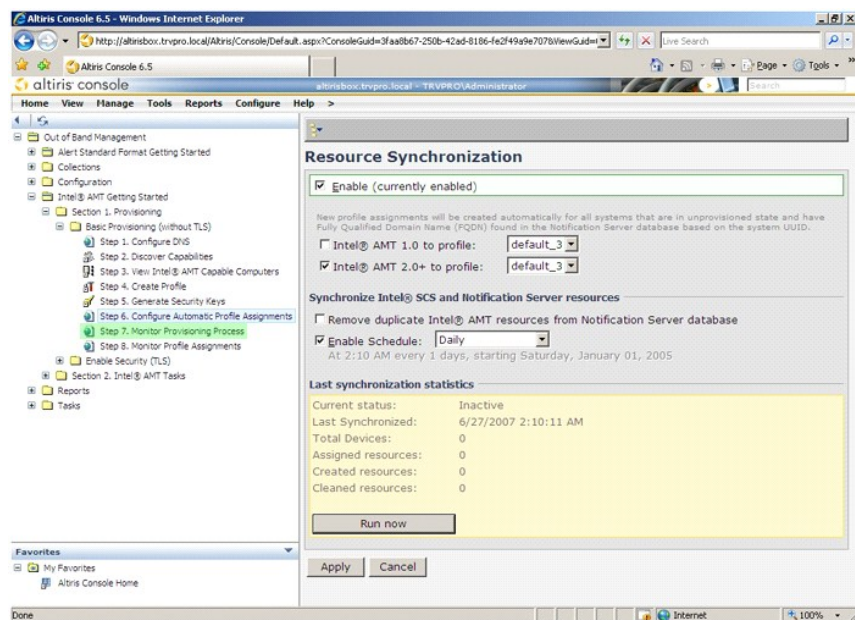 Altiris Console 6.5 - Windows Internet Explorer
http://altirisbox.trvpro.local/Altiris/Console/Default.aspx?ConsoleGuid=3faa8b67-250b-42ad-8186-fe2f49a9e707&ViewGuid=
Live Search
Altiris Console 6.5
Page
Tools
altiris console
altirisbox.trvpro.local - TRVPRO\Administrator
Search
Home View Manage Tools Reports Configure Help >
Out of Band Management
Alert Standard Format Getting Started
Collections
Configuration
Intel® AMT Getting Started
Section 1. Provisioning
Basic Provisioning (without TLS)
Step 1. Configure DNS
Step 2. Discover Capabilities
Step 3. View Intel® AMT Capable Computers
Step 4. Create Profile
Step 5. Generate Security Keys
Step 6. Configure Automatic Profile Assignments
Step 7. Monitor Provisioning Process
Step 8. Monitor Profile Assignments
Enable Security (TLS)
Section 2. Intel® AMT Tasks
Reports
Tasks
Favorites
My Favorites
Altiris Console Home
Resource Synchronization
Enable (currently enabled)
New profile assignments will be created automatically for all systems that are in unprovisioned state and have
Fully Qualified Domain Name (FQDN) found in the Notification Server database based on the system UUID.
Intel® AMT 1.0 to profile: default_3
Intel® AMT 2.0+ to profile: default_3
Synchronize Intel® SCS and Notification Server resources
Remove duplicate Intel® AMT resources from Notification Server database
Enable Schedule: Daily
At 2:10 AM every 1 days, starting Saturday, January 01, 2005
Last synchronization statistics
Current status: Inactive
Last Synchronized: 6/27/2007 2:10:11 AM
Total Devices: 0
Assigned resources: 0
Created resources: 0
Cleaned resources: 0
Run now
Apply Cancel
Done
Internet
100%